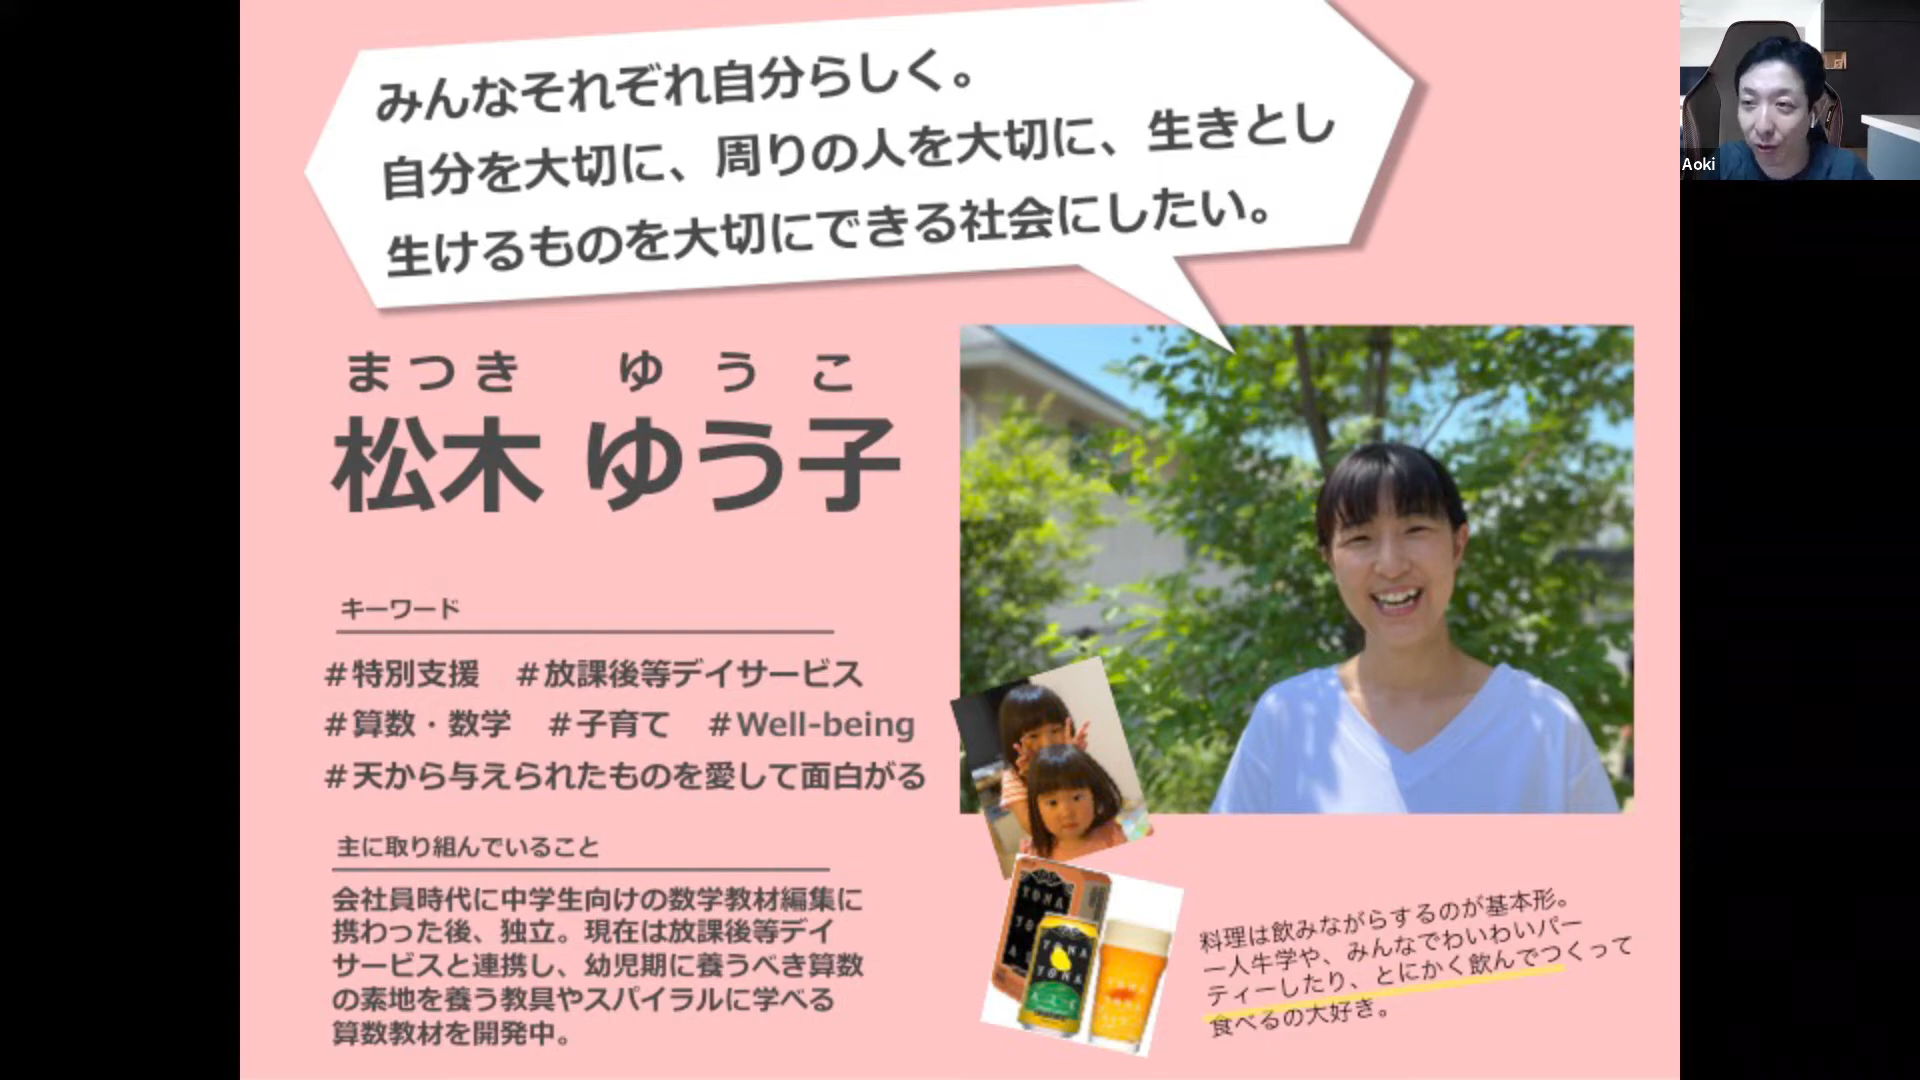 みんなそれぞれ自分らしく。
自分を大切に、周りの人を大切に、生きとし
生けるものを大切にできる社会にしたい。
Aoki
まつき ゆうこ
松木 ゆう子
キーワード
#特別支援 #放課後等デイサービス
#算数・数学 #子育て #Well-being
#天から与えられたものを愛して面白がる
主に取り組んでいること
会社員時代に中学生向けの数学教材編集に
携わった後、独立。現在は放課後等デイ
サービスと連携し、幼児期に養うべき算数
の素地を養う教具やスパイラルに学べる
算数教材を開発中。
YONA
YONA
YONA
料理は飲みながらするのが基本形。
一人牛学や、みんなでわいわいパー
ティーしたり、とにかく飲んでつくって
食べるの大好き。